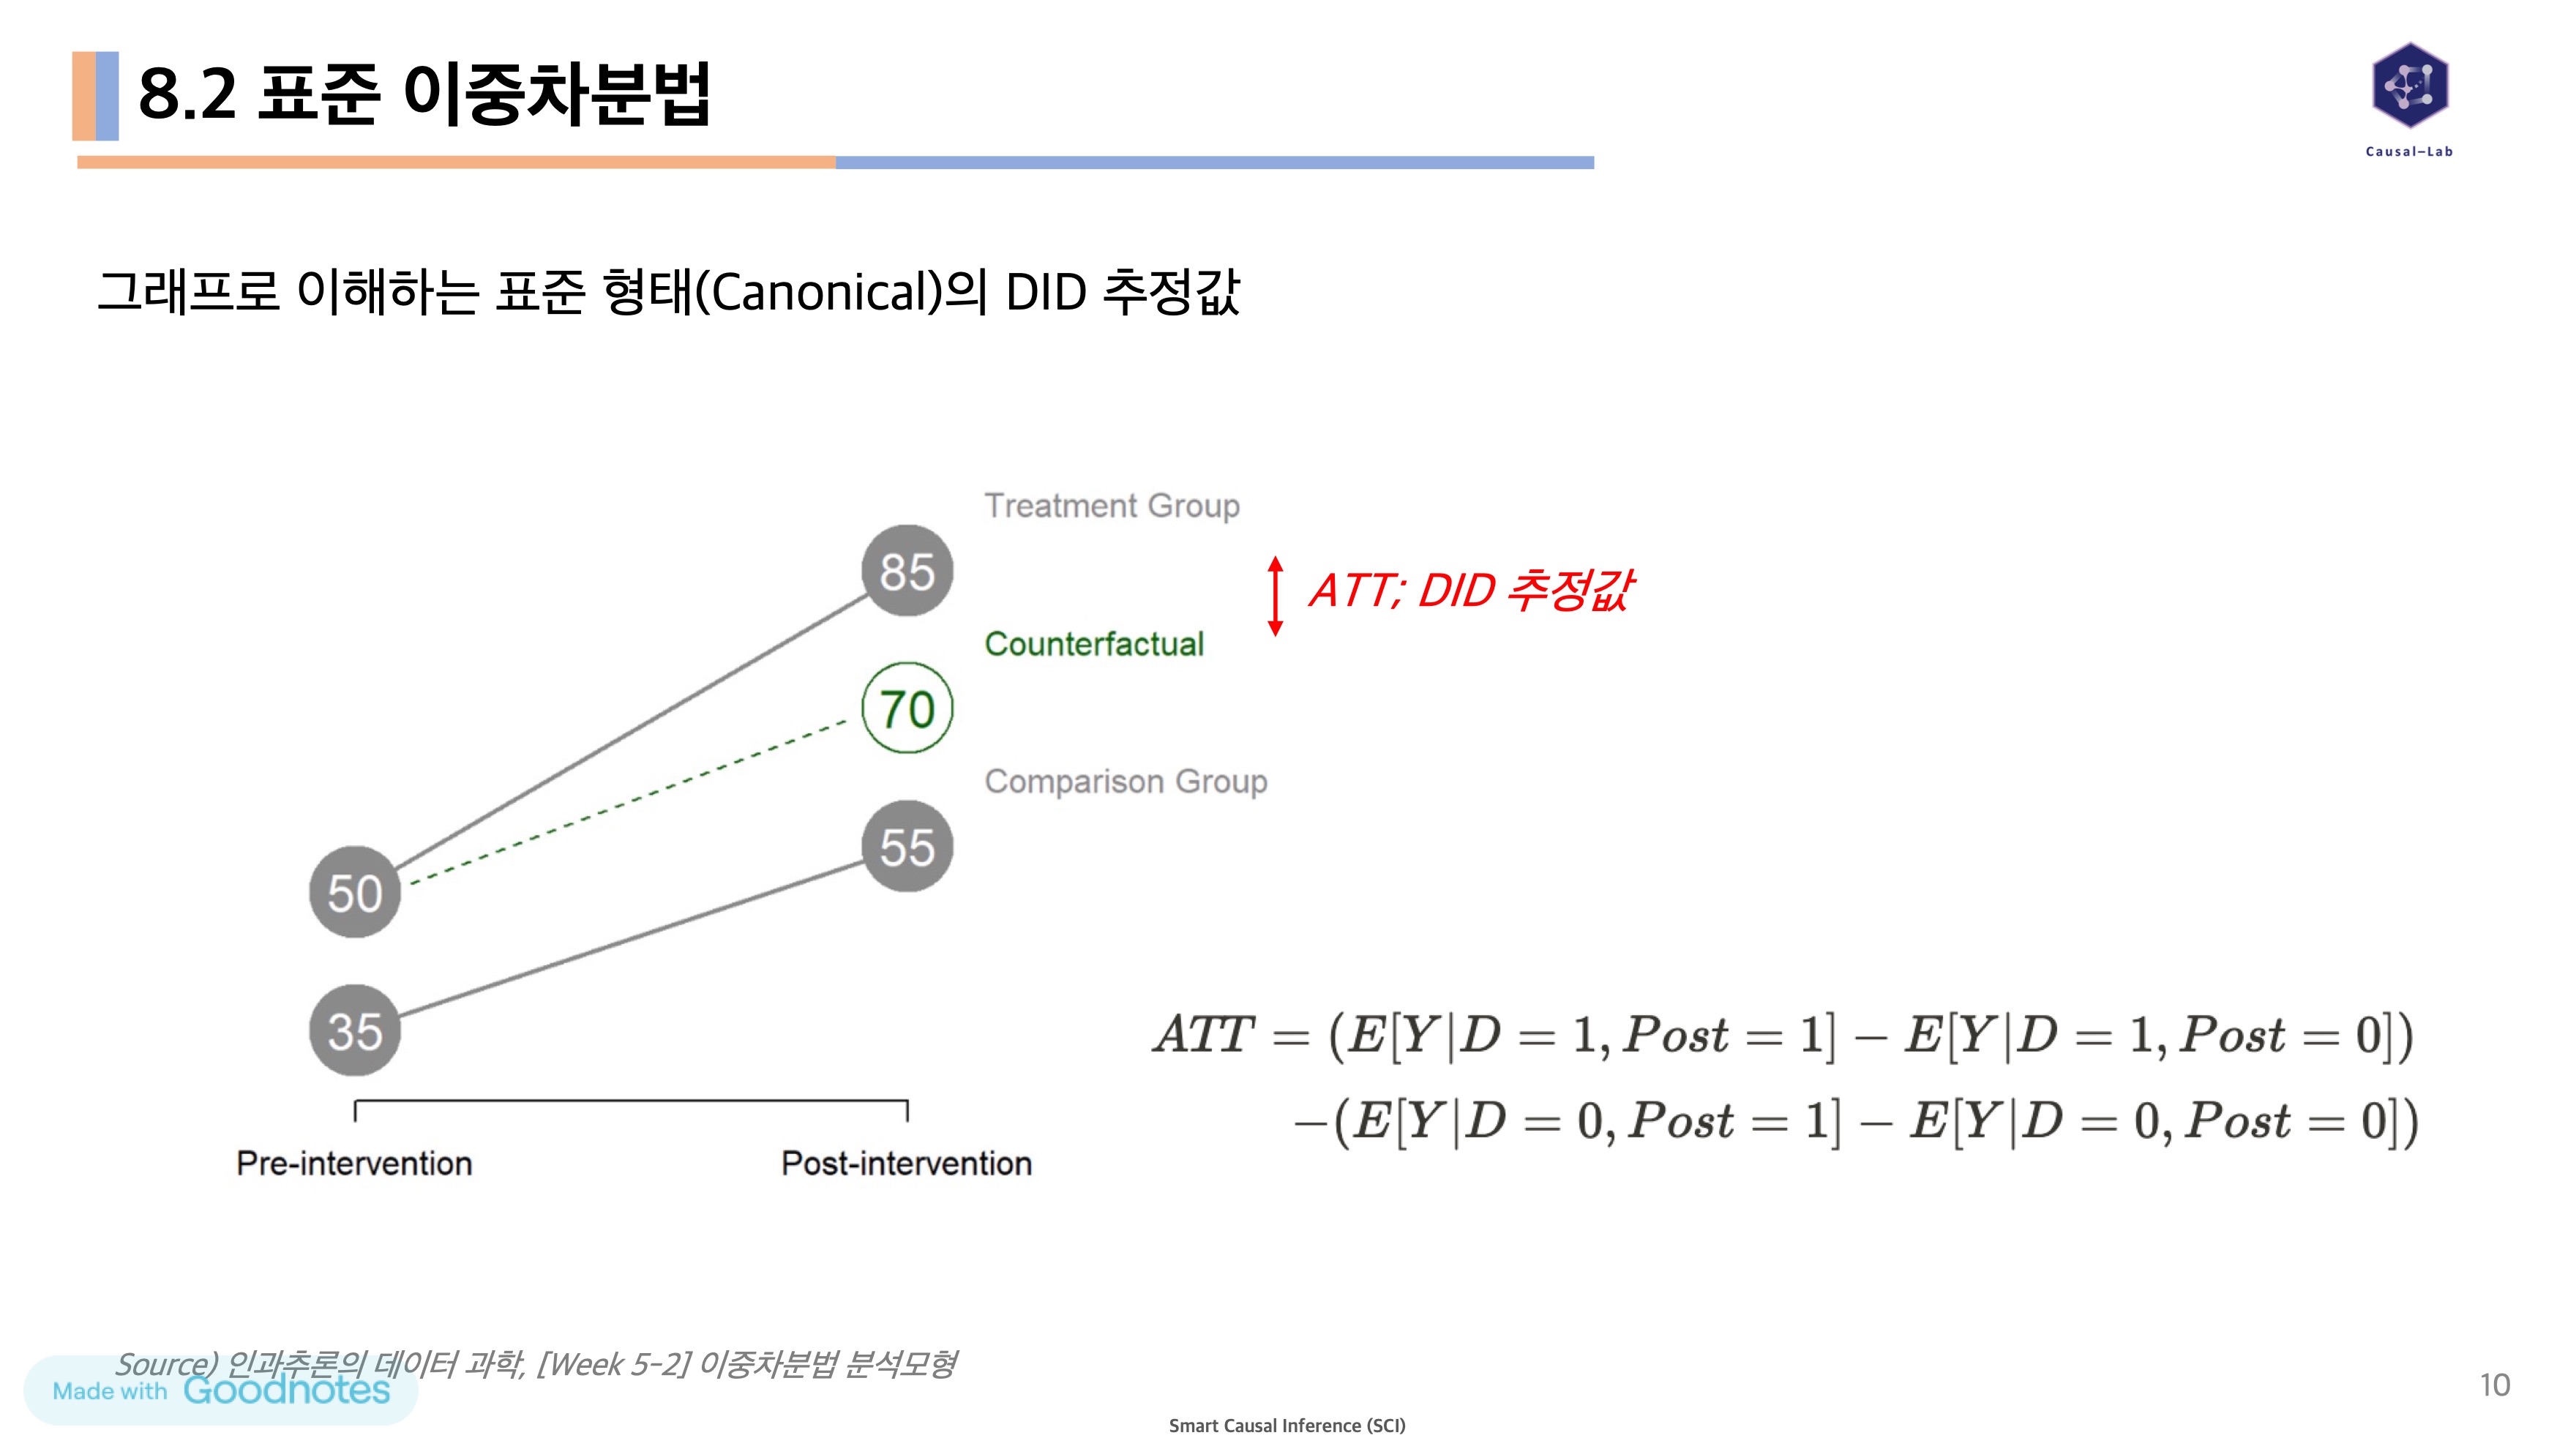 8.2 표준 이중차분법
Causal–Lab
그래프로 이해하는 표준 형태(Canonical)의 DID 추정값
Treatment Group
85
ATT; DID 추정값
Counterfactual
70
Comparison Group
55
50
35
ATT = (E[Y|D = 1, Post = 1] − E[Y|D = 1, Post = 0])
−(E[Y|D = 0, Post = 1] − E[Y|D = 0, Post = 0])
Pre-intervention
Post-intervention
Source) 인과추론의 데이터 과학, [Week 5-2] 이중차분법 분석모형
Made with Goodnotes
10
Smart Causal Inference (SCI)